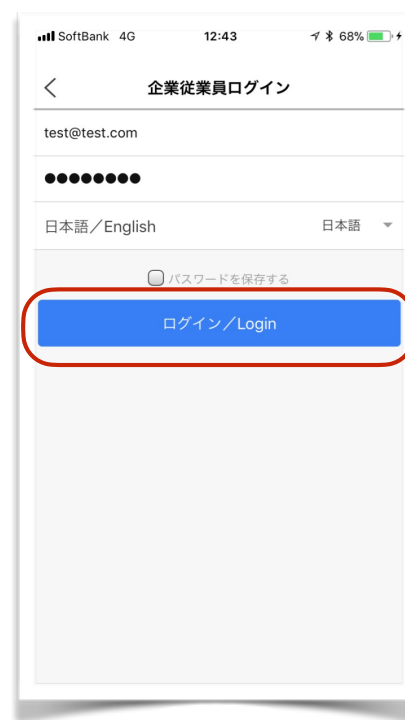 SoftBank 4G 12:43 68%
企業従業員ログイン
test@test.com
●●●●●●●●
日本語／English 日本語
パスワードを保存する
ログイン／Login